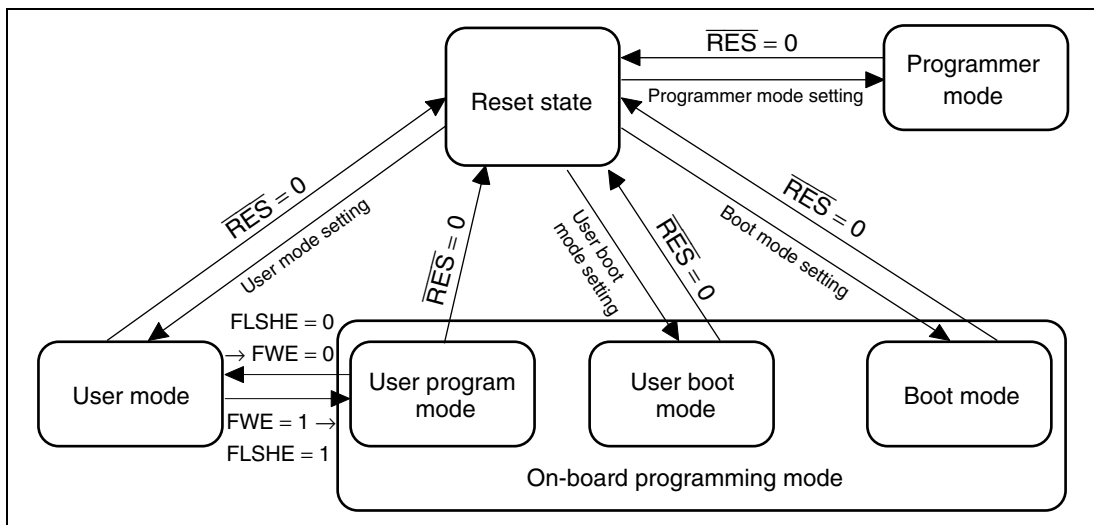 RES = 0
Programmer mode setting
Programmer
mode
Reset state
RES = 0
User mode setting
RES = 0
User boot
mode setting
RES = 0
Boot mode setting
RES = 0
FLSHE = 0
→ FWE = 0
User mode
FWE = 1 →
FLSHE = 1
User program
mode
User boot
mode
Boot mode
On-board programming mode